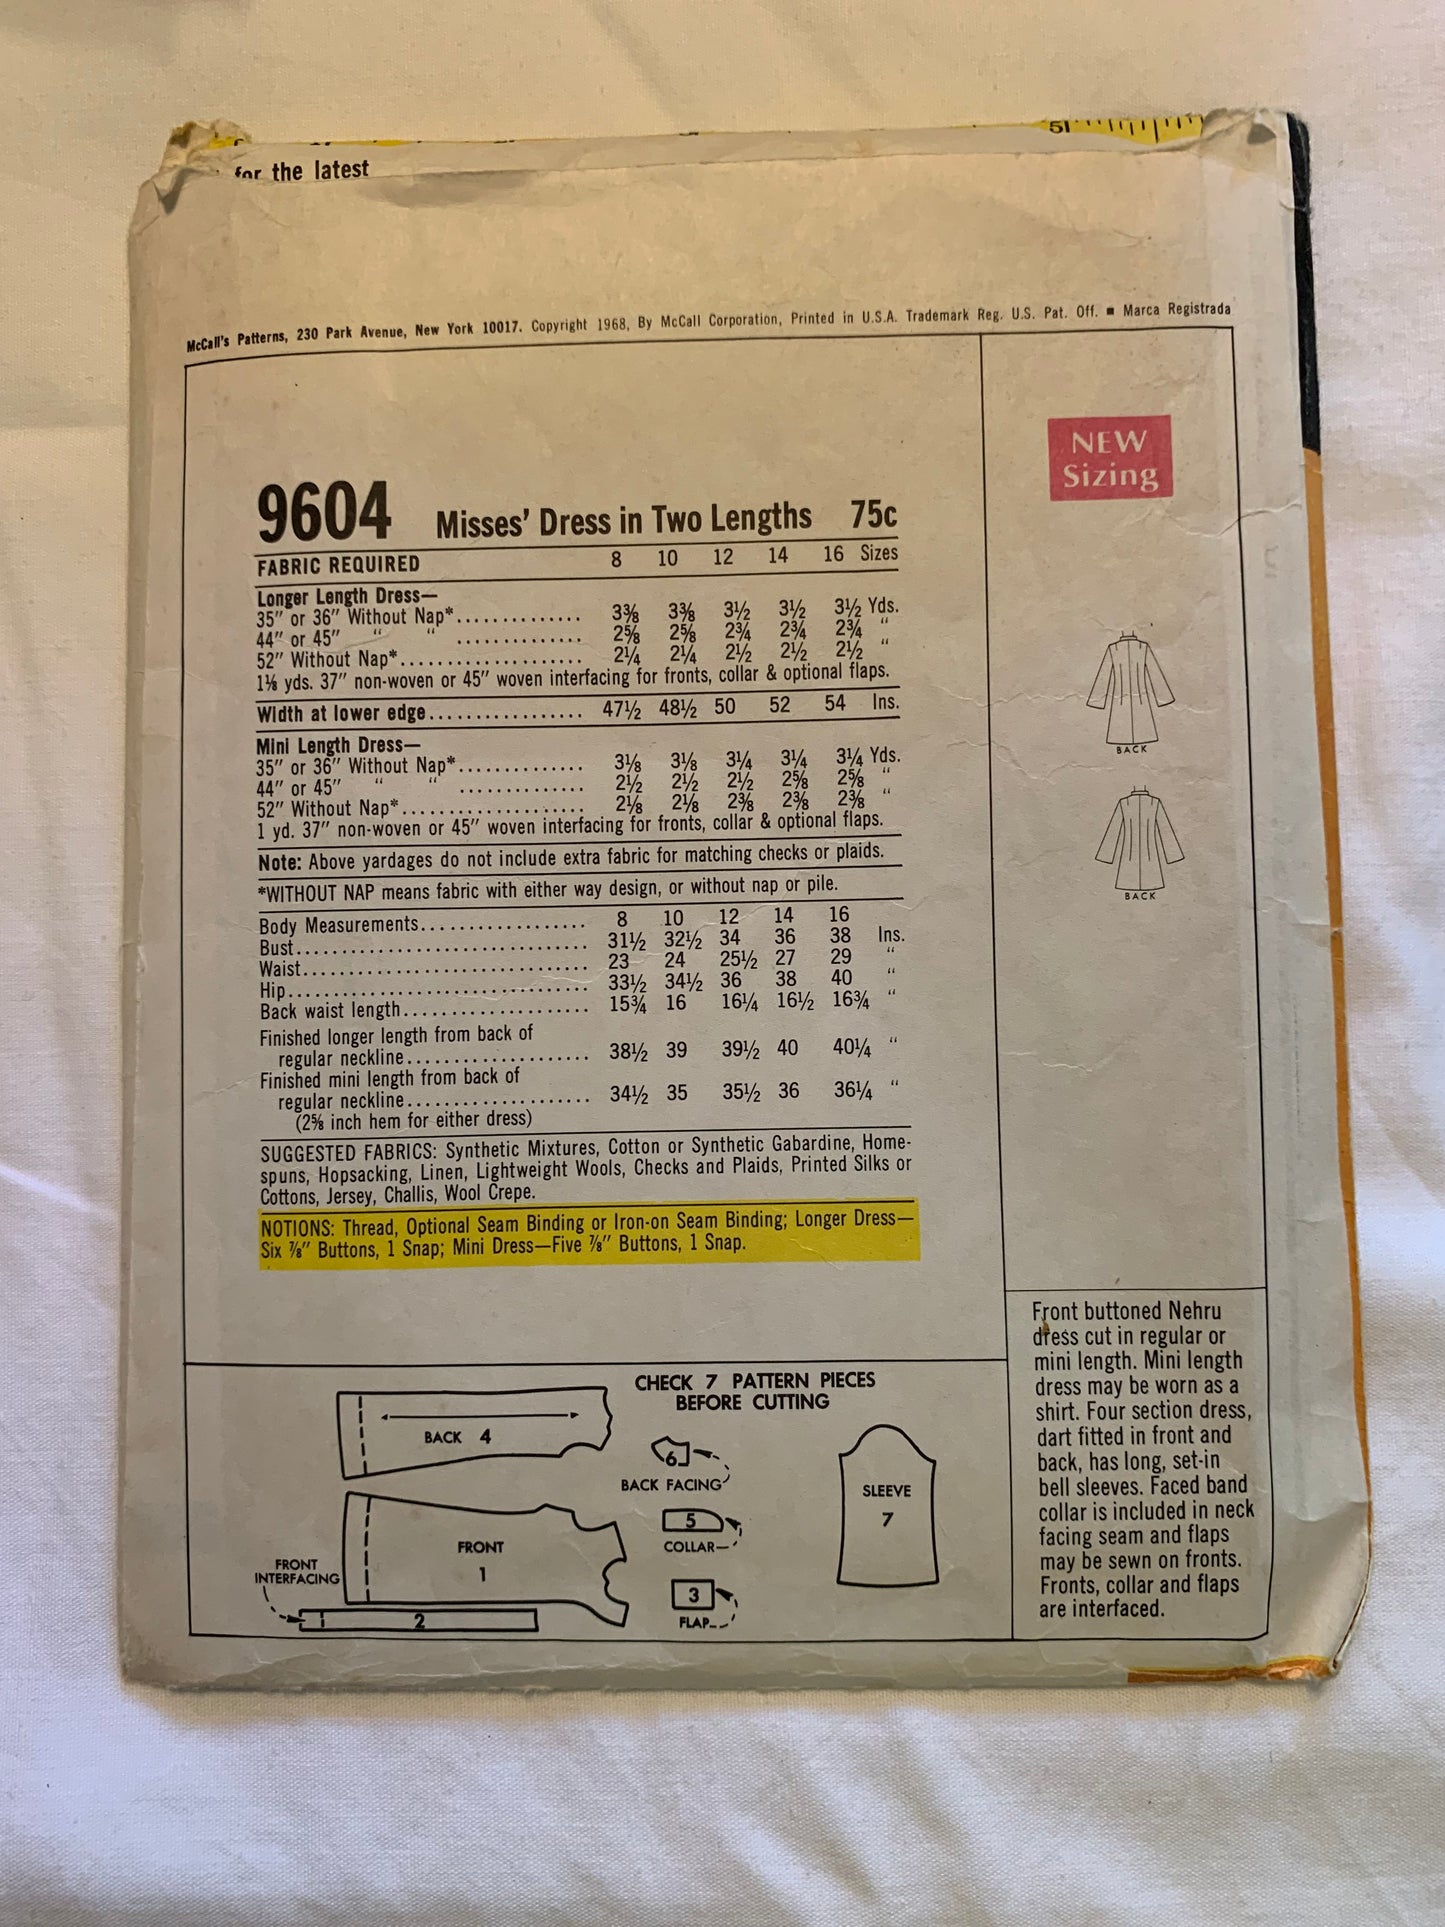 51
for the latest
McCall's Patterns, 230 Park Avenue, New York 10017. Copyright 1968, By McCall Corporation, Printed in U.S.A. Trademark Reg. U.S. Pat. Off. ■ Marca Registrada
NEW
Sizing
9604 Misses' Dress in Two Lengths 75c
FABRIC REQUIRED 8 10 12 14 16 Sizes
Longer Length Dress—
35" or 36" Without Nap*.............. 3⅜ 3⅜ 3½ 3½ 3½ Yds.
44" or 45" " " .............. 2⅝ 2⅝ 2¾ 2¾ 2¾ "
52" Without Nap*.................... 2¼ 2¼ 2½ 2½ 2½ "
1⅛ yds. 37" non-woven or 45" woven interfacing for fronts, collar & optional flaps.
Width at lower edge................. 47½ 48½ 50 52 54 Ins.
Mini Length Dress—
35" or 36" Without Nap*.............. 3⅛ 3⅛ 3¼ 3¼ 3¼ Yds.
44" or 45" " " .............. 2½ 2½ 2½ 2⅝ 2⅝ "
52" Without Nap*.................... 2⅛ 2⅛ 2⅜ 2⅜ 2⅜ "
1 yd. 37" non-woven or 45" woven interfacing for fronts, collar & optional flaps.
Note: Above yardages do not include extra fabric for matching checks or plaids.
*WITHOUT NAP means fabric with either way design, or without nap or pile.
Body Measurements.................. 8 10 12 14 16
Bust................................ 31½ 32½ 34 36 38 Ins.
Waist............................... 23 24 25½ 27 29 "
Hip................................. 33½ 34½ 36 38 40 "
Back waist length.................... 15¾ 16 16¼ 16½ 16¾ "
Finished longer length from back of
regular neckline.................... 38½ 39 39½ 40 40¼ "
Finished mini length from back of
regular neckline.................... 34½ 35 35½ 36 36¼ "
(2⅝ inch hem for either dress)
SUGGESTED FABRICS: Synthetic Mixtures, Cotton or Synthetic Gabardine, Home-
spuns, Hopsacking, Linen, Lightweight Wools, Checks and Plaids, Printed Silks or
Cottons, Jersey, Challis, Wool Crepe.
NOTIONS: Thread, Optional Seam Binding or Iron-on Seam Binding; Longer Dress—
Six ⅞" Buttons, 1 Snap; Mini Dress—Five ⅞" Buttons, 1 Snap.
BACK
BACK
Front buttoned Nehru
dress cut in regular or
mini length. Mini length
dress may be worn as a
shirt. Four section dress,
dart fitted in front and
back, has long, set-in
bell sleeves. Faced band
collar is included in neck
facing seam and flaps
may be sewn on fronts.
Fronts, collar and flaps
are interfaced.
CHECK 7 PATTERN PIECES
BEFORE CUTTING
BACK 4
6
BACK FACING
SLEEVE
7
5
COLLAR
FRONT
1
FRONT
INTERFACING
3
FLAP
2